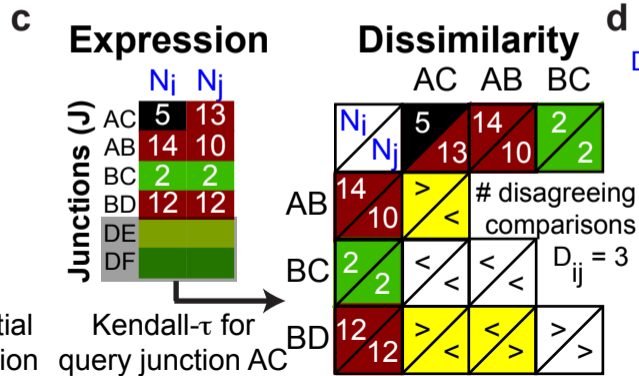 c
d
Expression
Dissimilarity
D
Ni Nj
AC AB BC
Junctions (J)
AC 5 13
AB 14 10
BC 2 2
BD 12 12
DE
DF
Ni Nj 5 13 14 10 2 2
AB 14 10 > <
# disagreeing
comparisons
Dij = 3
BC 2 2 < < < <
BD 12 12 > < < > > >
tial
ion
Kendall-τ for
query junction AC